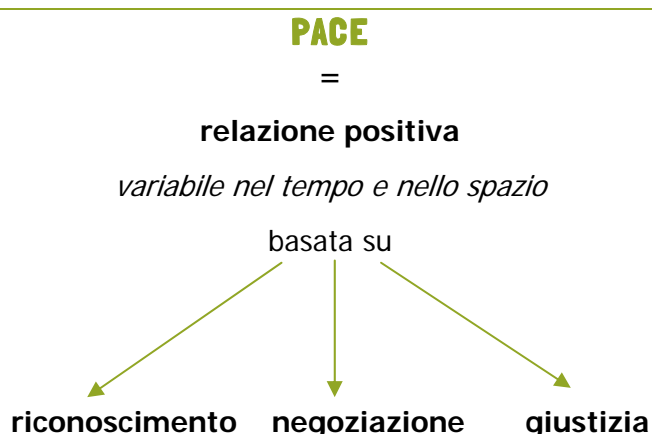 PACE
=
relazione positiva
variabile nel tempo e nello spazio
basata su
riconoscimento negoziazione giustizia